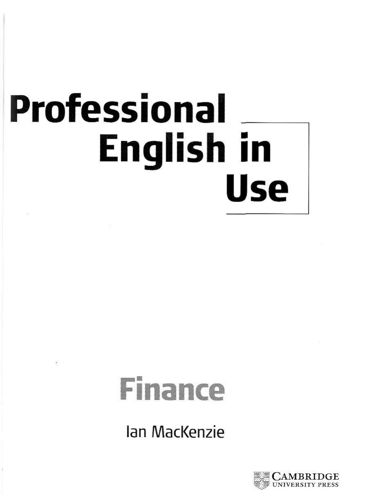 Professional
English in
Use
Finance
Ian MacKenzie
CAMBRIDGE
UNIVERSITY PRESS